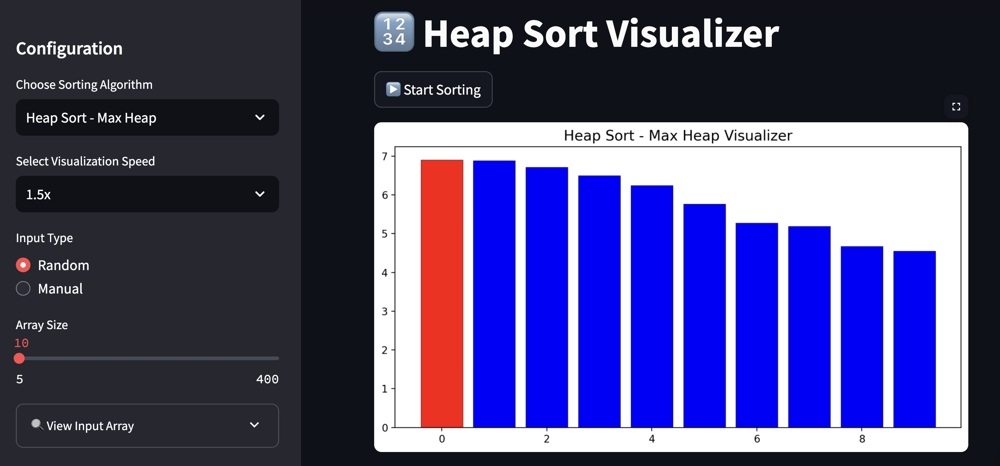 Configuration
Choose Sorting Algorithm
Heap Sort - Max Heap
Select Visualization Speed
1.5x
Input Type
Random
Manual
Array Size
10
5 400
View Input Array
1234 Heap Sort Visualizer
Start Sorting
Heap Sort - Max Heap Visualizer
7
6
5
4
3
2
1
0
0 2 4 6 8